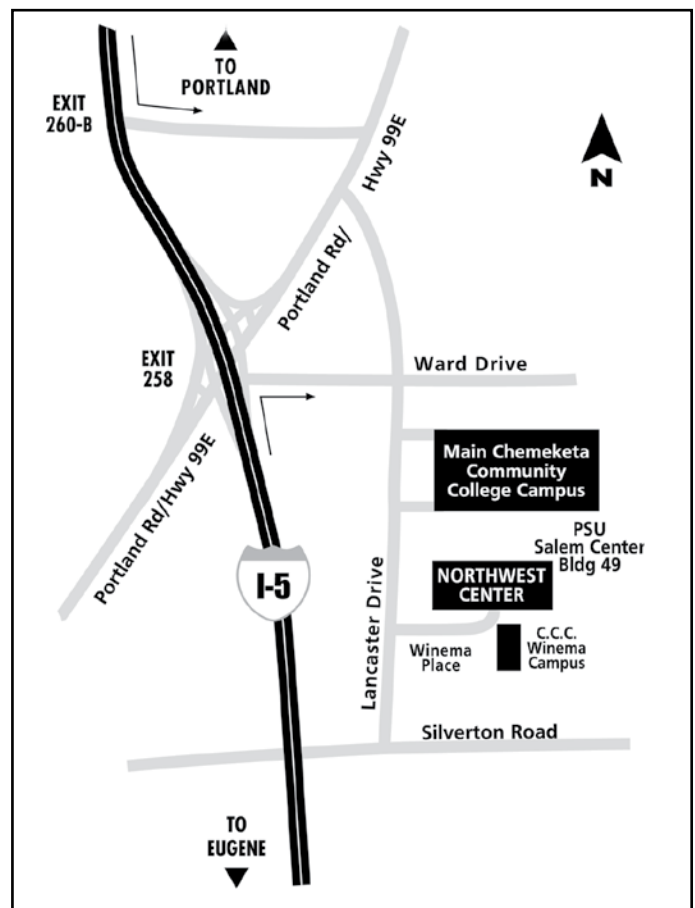 TO
PORTLAND
EXIT
260-B
Hwy 99E
Portland Rd/
N
EXIT
258
Ward Drive
Main Chemeketa
Community
College Campus
Portland Rd/Hwy 99E
PSU
Salem Center
Bldg 49
I-5
NORTHWEST
CENTER
Lancaster Drive
Winema
Place
C.C.C.
Winema
Campus
Silverton Road
TO
EUGENE